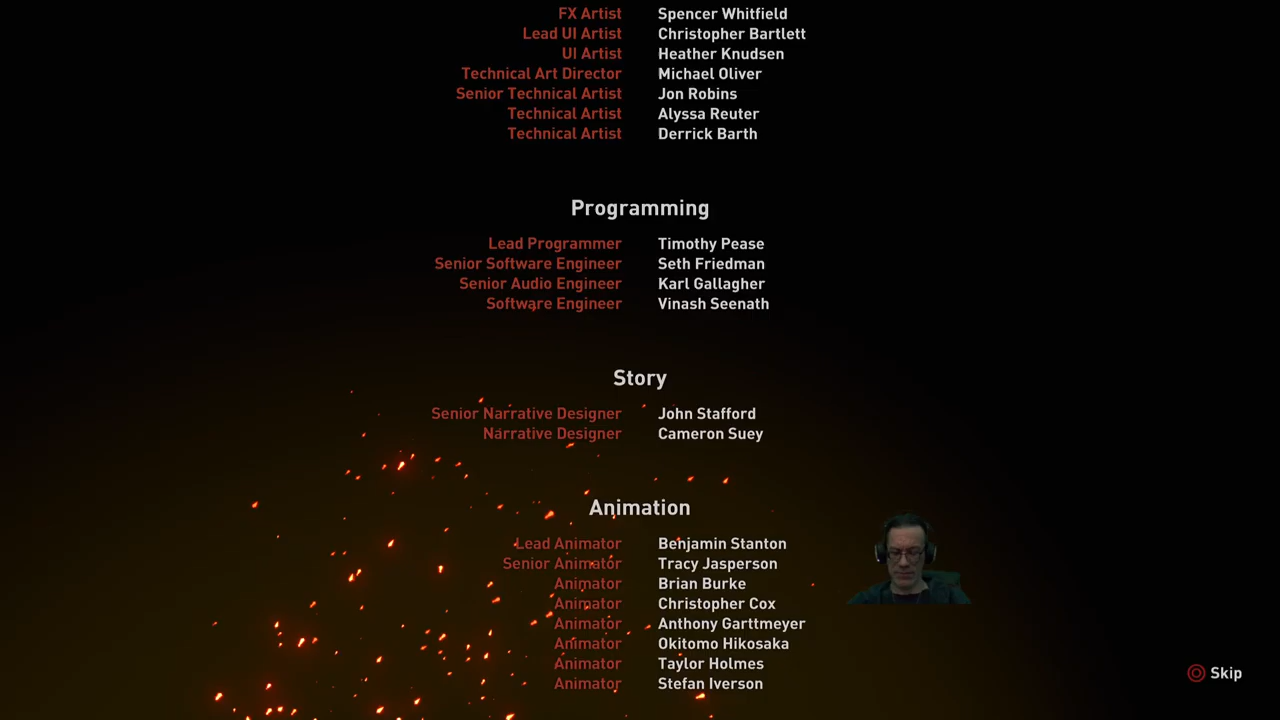 FX Artist Spencer Whitfield
Lead UI Artist Christopher Bartlett
UI Artist Heather Knudsen
Technical Art Director Michael Oliver
Senior Technical Artist Jon Robins
Technical Artist Alyssa Reuter
Technical Artist Derrick Barth
Programming
Lead Programmer Timothy Pease
Senior Software Engineer Seth Friedman
Senior Audio Engineer Karl Gallagher
Software Engineer Vinash Seenath
Story
Senior Narrative Designer John Stafford
Narrative Designer Cameron Suey
Animation
Lead Animator Benjamin Stanton
Senior Animator Tracy Jasperson
Animator Brian Burke
Animator Christopher Cox
Animator Anthony Garttmeyer
Animator Okitomo Hikosaka
Animator Taylor Holmes
Animator Stefan Iverson
Skip